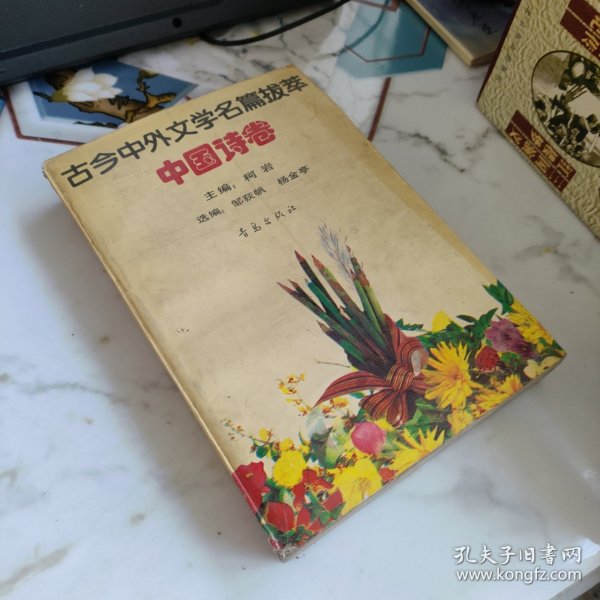 古今中外文学名篇拔萃
中国诗卷
主编：柯岩
选编：邹荻帆 杨金亭
青岛出版社
孔夫子旧书网
www.kongfz.com